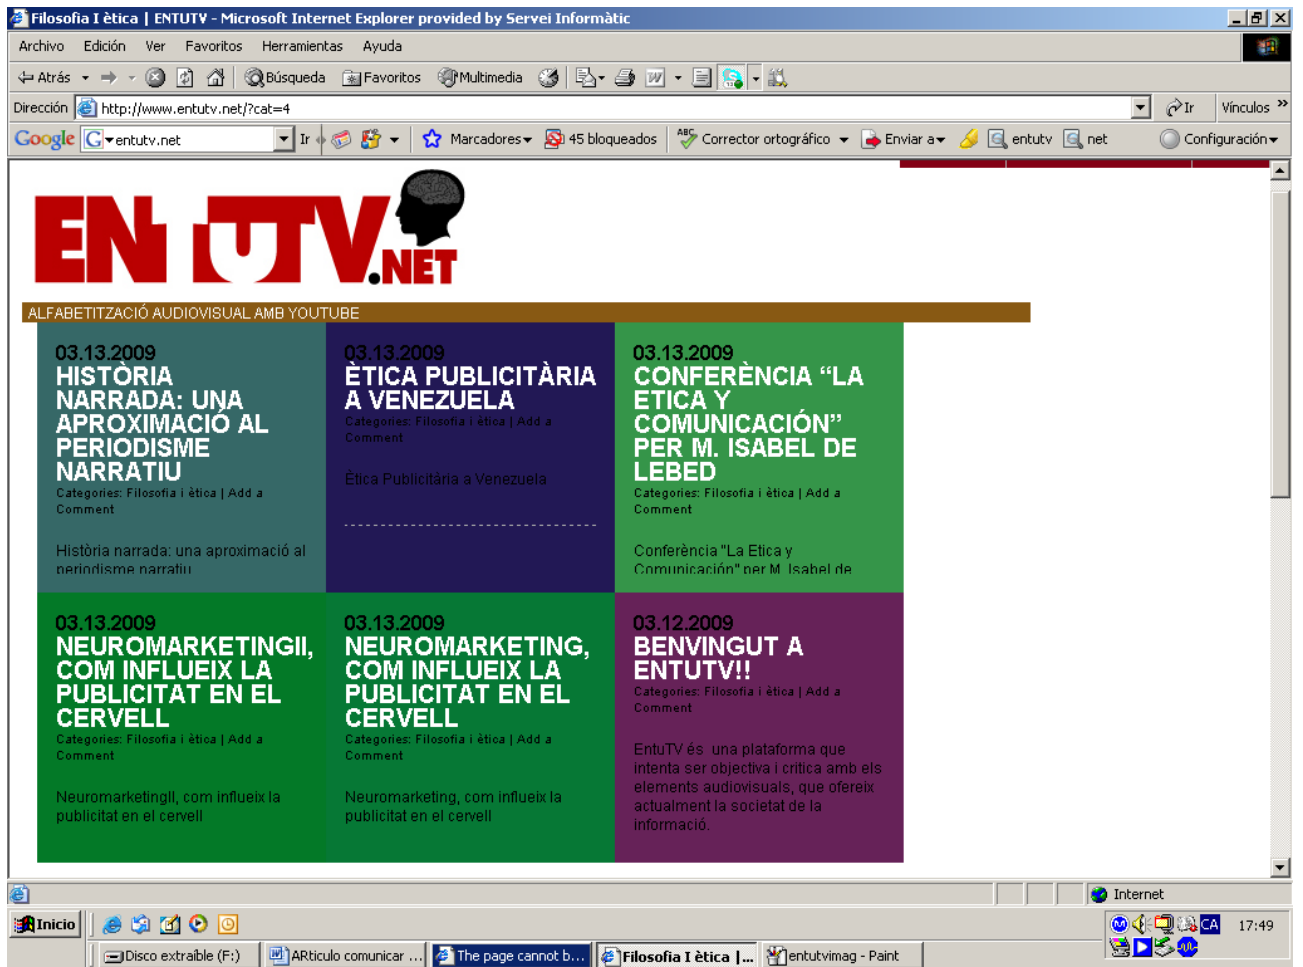 Filosofia I ètica | ENTUTV - Microsoft Internet Explorer provided by Servei Informàtic
Archivo Edición Ver Favoritos Herramientas Ayuda
Atrás Búsqueda Favoritos Multimedia
Dirección http://www.entutv.net/?cat=4 Ir Vínculos »
Google G entutv.net Ir Marcadores 45 bloqueados ABC Corrector ortográfico Enviar a entutv net Configuración
EN TUTV.NET
ALFABETITZACIÓ AUDIOVISUAL AMB YOUTUBE
03.13.2009
HISTÒRIA
NARRADA: UNA
APROXIMACIÓ AL
PERIODISME
NARRATIU
Categories: Filosofia i ètica | Add a
Comment
Història narrada: una aproximació al
periodisme narratiu
03.13.2009
ÈTICA PUBLICITÀRIA
A VENEZUELA
Categories: Filosofia i ètica | Add a
Comment
Ètica Publicitària a Venezuela
03.13.2009
CONFERÈNCIA “LA
ETICA Y
COMUNICACIÓN”
PER M. ISABEL DE
LEBED
Categories: Filosofia i ètica | Add a
Comment
Conferència "La Etica y
Comunicación" per M. Isabel de
03.13.2009
NEUROMARKETINGII,
COM INFLUEIX LA
PUBLICITAT EN EL
CERVELL
Categories: Filosofia i ètica | Add a
Comment
NeuromarketingII, com influeix la
publicitat en el cervell
03.13.2009
NEUROMARKETING,
COM INFLUEIX LA
PUBLICITAT EN EL
CERVELL
Categories: Filosofia i ètica | Add a
Comment
Neuromarketing, com influeix la
publicitat en el cervell
03.12.2009
BENVINGUT A
ENTUTV!!
Categories: Filosofia i ètica | Add a
Comment
EntuTV és una plataforma que
intenta ser objectiva i critica amb els
elements audiovisuals, que ofereix
actualment la societat de la
informació.
Internet
Inicio CA 17:49
Disco extraíble (F:) ARticulo comunicar ... The page cannot b... Filosofia I ètica |... entutvimag - Paint